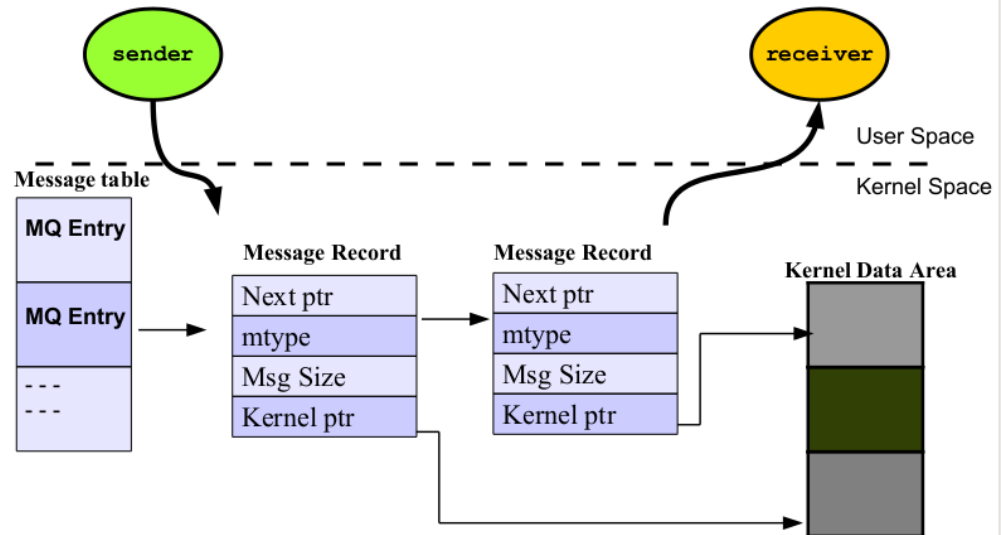 sender
receiver
User Space
Kernel Space
Message table
MQ Entry
MQ Entry
- - -
- - -
Message Record
Next ptr
mtype
Msg Size
Kernel ptr
Message Record
Next ptr
mtype
Msg Size
Kernel ptr
Kernel Data Area